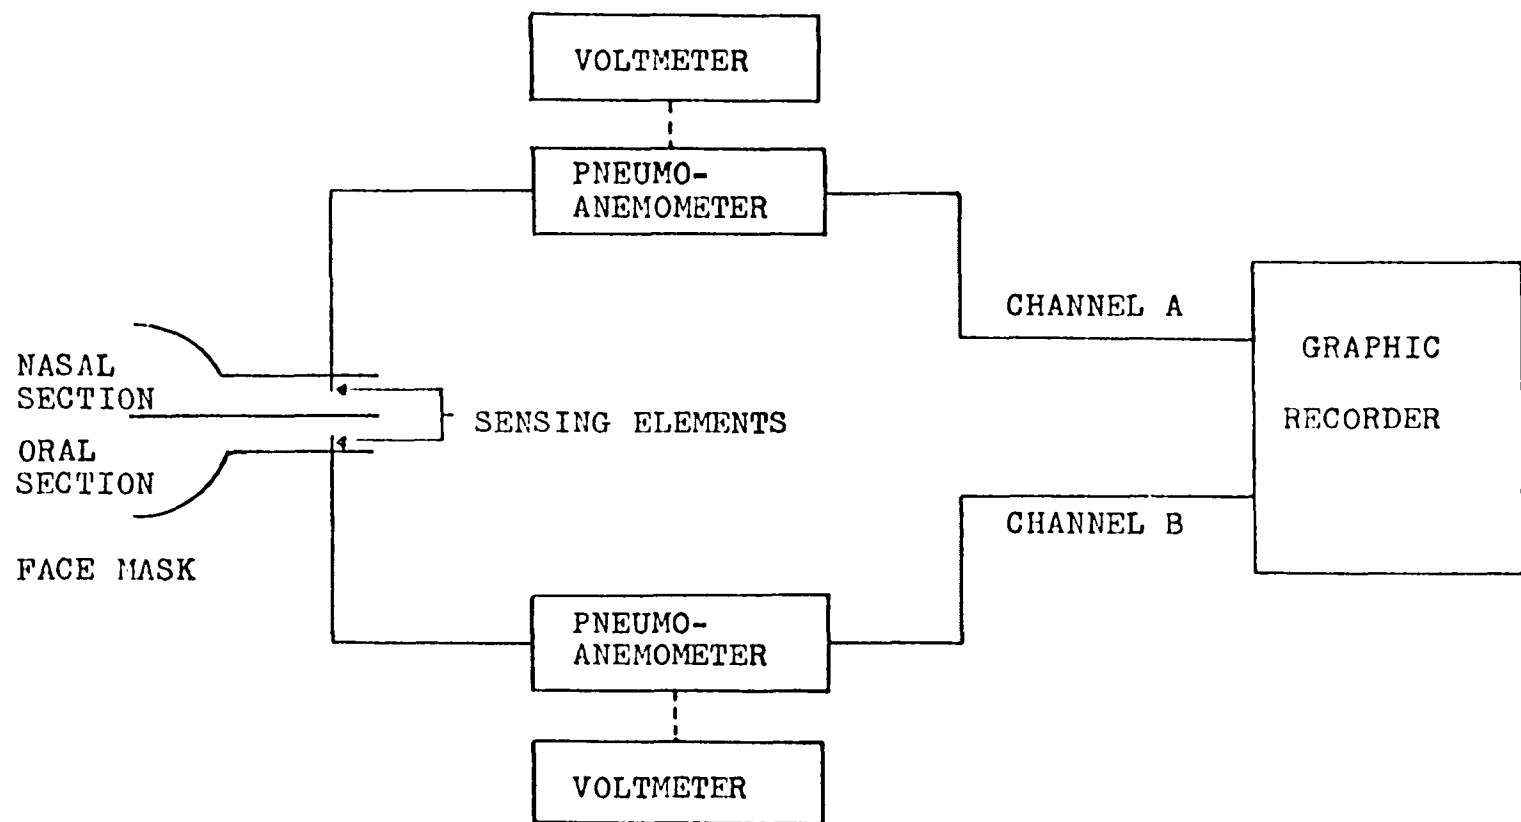 VOLTMETER
PNEUMO-
ANEMOMETER
CHANNEL A
GRAPHIC
RECORDER
NASAL
SECTION
SENSING ELEMENTS
ORAL
SECTION
CHANNEL B
FACE MASK
PNEUMO-
ANEMOMETER
VOLTMETER